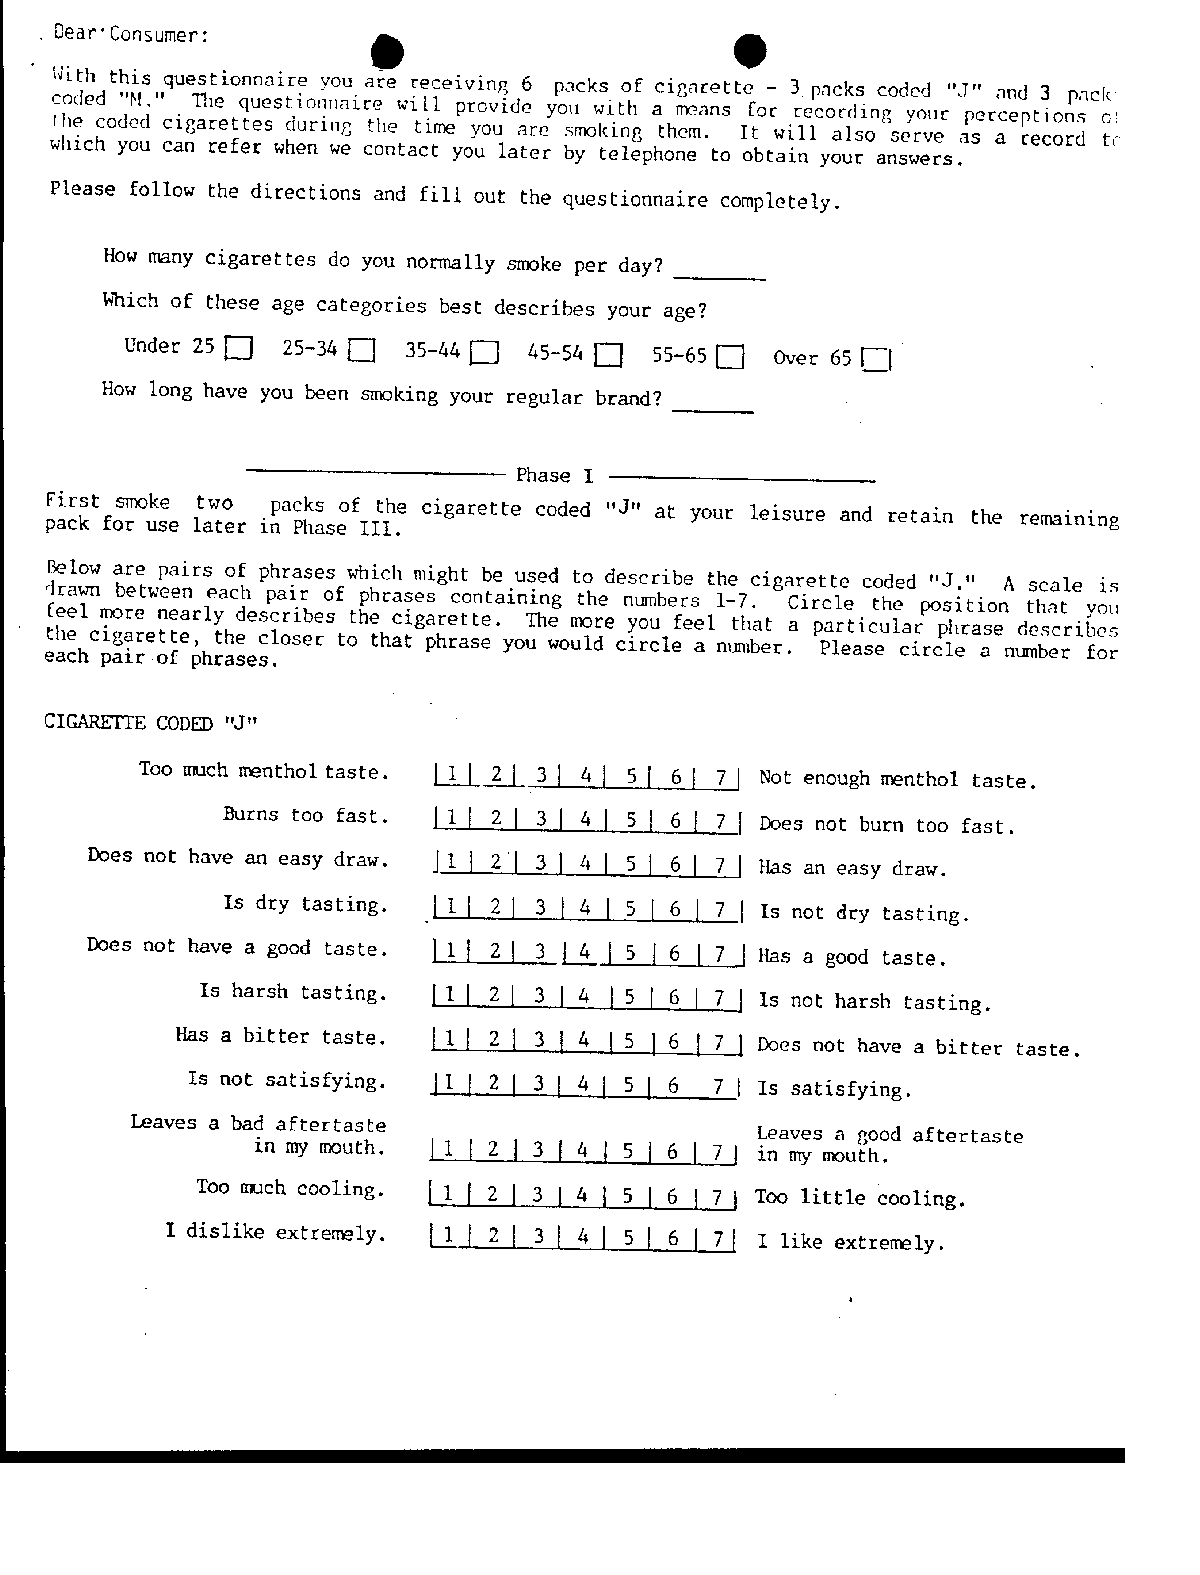 Dear Consumer:
With this questionnaire you are receiving 6 packs of cigarette - 3 packs coded "J" and 3 pack
coded "M." The questionnaire will provide you with a means for recording your perceptions of
the coded cigarettes during the time you are smoking them. It will also serve as a record to
which you can refer when we contact you later by telephone to obtain your answers.
Please follow the directions and fill out the questionnaire completely.
How many cigarettes do you normally smoke per day? ______
Which of these age categories best describes your age?
Under 25 □ 25-34 □ 35-44 □ 45-54 □ 55-65 □ Over 65 □
How long have you been smoking your regular brand? ______
Phase I
First smoke two packs of the cigarette coded "J" at your leisure and retain the remaining
pack for use later in Phase III.
Below are pairs of phrases which might be used to describe the cigarette coded "J." A scale is
drawn between each pair of phrases containing the numbers 1-7. Circle the position that you
feel more nearly describes the cigarette. The more you feel that a particular phrase describes
the cigarette, the closer to that phrase you would circle a number. Please circle a number for
each pair of phrases.
CIGARETTE CODED "J"
Too much menthol taste. |1| 2| 3| 4| 5| 6| 7| Not enough menthol taste.
Burns too fast. |1| 2| 3| 4| 5| 6| 7| Does not burn too fast.
Does not have an easy draw. |1| 2| 3| 4| 5| 6| 7| Has an easy draw.
Is dry tasting. |1| 2| 3| 4| 5| 6| 7| Is not dry tasting.
Does not have a good taste. |1| 2| 3| 4| 5| 6| 7| Has a good taste.
Is harsh tasting. |1| 2| 3| 4| 5| 6| 7| Is not harsh tasting.
Has a bitter taste. |1| 2| 3| 4| 5| 6| 7| Does not have a bitter taste.
Is not satisfying. |1| 2| 3| 4| 5| 6 7| Is satisfying.
Leaves a bad aftertaste
in my mouth. |1| 2| 3| 4| 5| 6| 7| Leaves a good aftertaste
in my mouth.
Too much cooling. |1| 2| 3| 4| 5| 6| 7| Too little cooling.
I dislike extremely. |1| 2| 3| 4| 5| 6| 7| I like extremely.